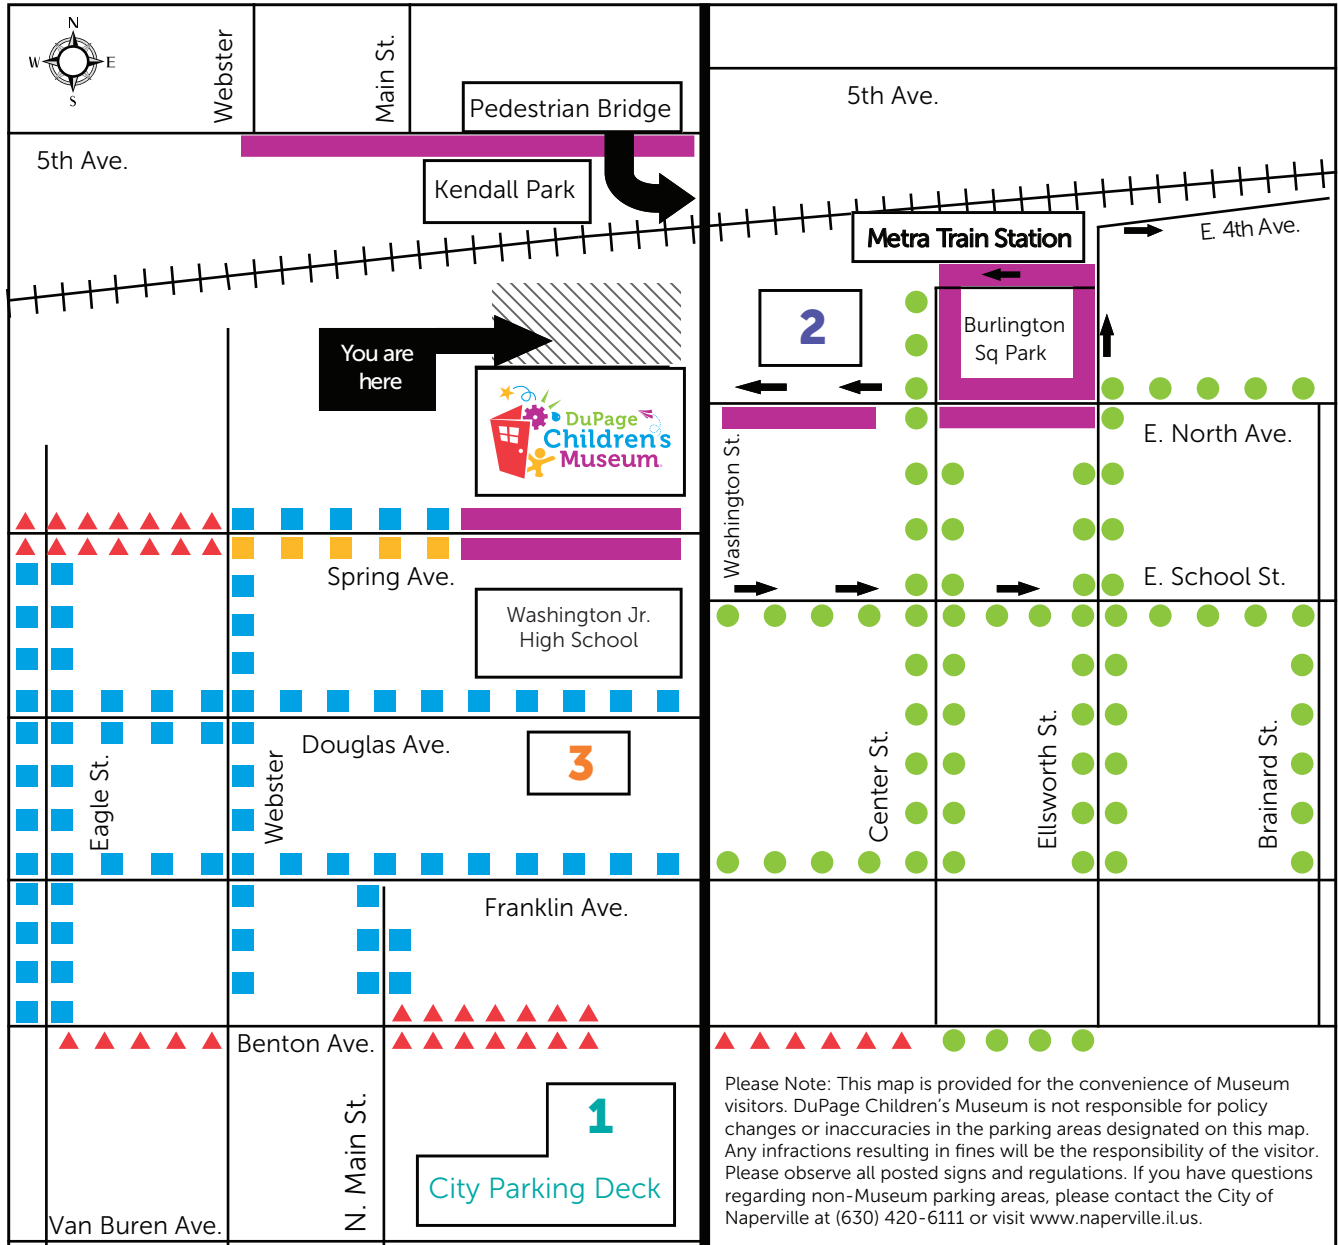 N
W
E
S
Webster
Main St.
Pedestrian Bridge
5th Ave.
5th Ave.
Kendall Park
Metra Train Station
E. 4th Ave.
You are
here
2
Burlington
Sq Park
DuPage
Children's
Museum
E. North Ave.
Washington St.
Spring Ave.
E. School St.
Washington Jr.
High School
Douglas Ave.
3
Eagle St.
Webster
Center St.
Ellsworth St.
Brainard St.
Franklin Ave.
Benton Ave.
N. Main St.
1
City Parking Deck
Van Buren Ave.
Please Note: This map is provided for the convenience of Museum
visitors. DuPage Children's Museum is not responsible for policy
changes or inaccuracies in the parking areas designated on this map.
Any infractions resulting in fines will be the responsibility of the visitor.
Please observe all posted signs and regulations. If you have questions
regarding non-Museum parking areas, please contact the City of
Naperville at (630) 420-6111 or visit www.naperville.il.us.